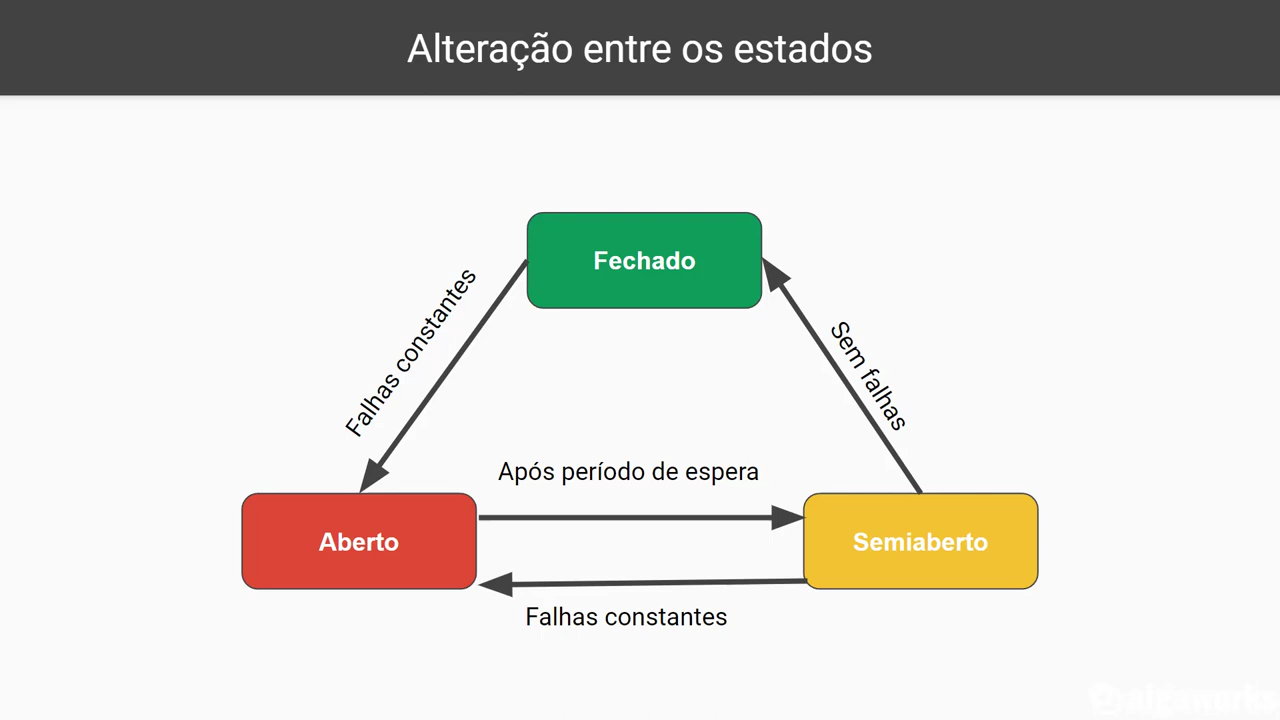 Alteração entre os estados
Fechado
Falhas constantes
Sem falhas
Após período de espera
Aberto
Semiaberto
Falhas constantes